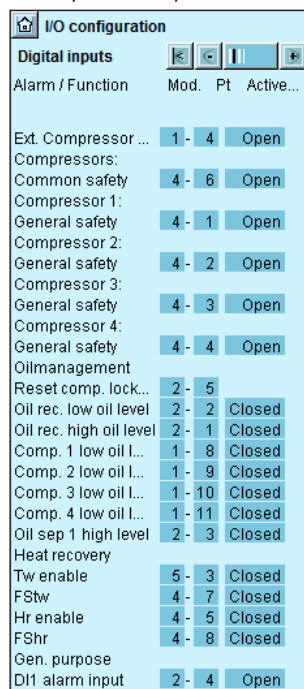 I/O configuration
Digital inputs
Alarm / Function Mod. Pt Active...
Ext. Compressor ... 1 - 4 Open
Compressors:
Common safety 4 - 6 Open
Compressor 1:
General safety 4 - 1 Open
Compressor 2:
General safety 4 - 2 Open
Compressor 3:
General safety 4 - 3 Open
Compressor 4:
General safety 4 - 4 Open
Oilmanagement
Reset comp. lock... 2 - 5
Oil rec. low oil level 2 - 2 Closed
Oil rec. high oil level 2 - 1 Closed
Comp. 1 low oil l... 1 - 8 Closed
Comp. 2 low oil l... 1 - 9 Closed
Comp. 3 low oil l... 1 - 10 Closed
Comp. 4 low oil l... 1 - 11 Closed
Oil sep 1 high level 2 - 3 Closed
Heat recovery
Tw enable 5 - 3 Closed
FStw 4 - 7 Closed
Hr enable 4 - 5 Closed
FShr 4 - 8 Closed
Gen. purpose
DI1 alarm input 2 - 4 Open